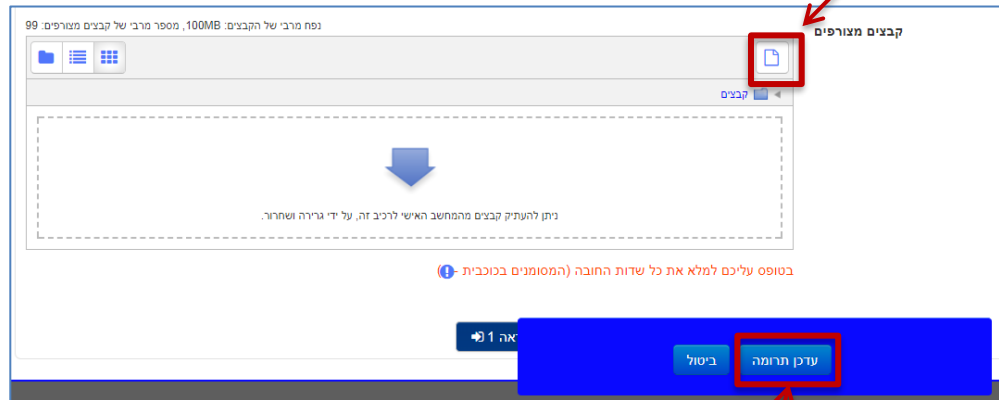 נפח מרבי של הקבצים: 100MB, מספר מרבי של קבצים מצורפים: 99
קבצים מצורפים
קבצים
ניתן להעתיק קבצים מהמחשב האישי לרכיב זה, על ידי גרירה ושחרור.
בטופס עליכם למלא את כל שדות החובה (המסומנים בכוכבית -)
1
עדכן תרומה
ביטול